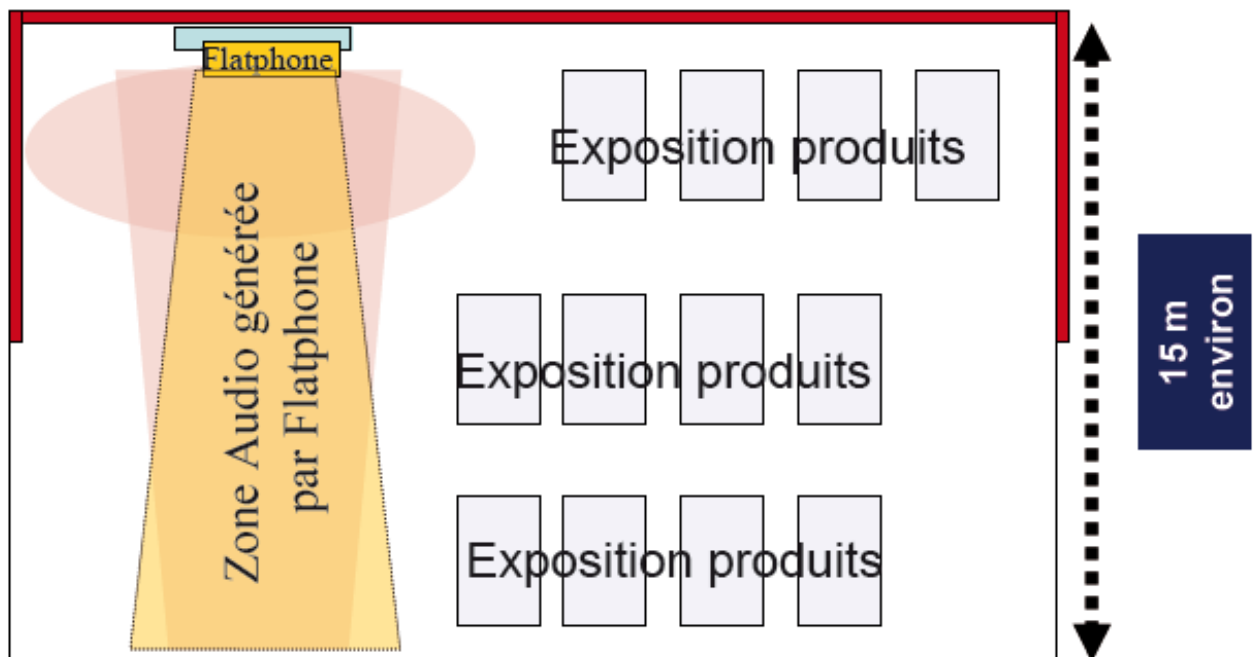 Flatphone
Exposition produits
Zone Audio générée
par Flatphone
Exposition produits
Exposition produits
15 m
environ